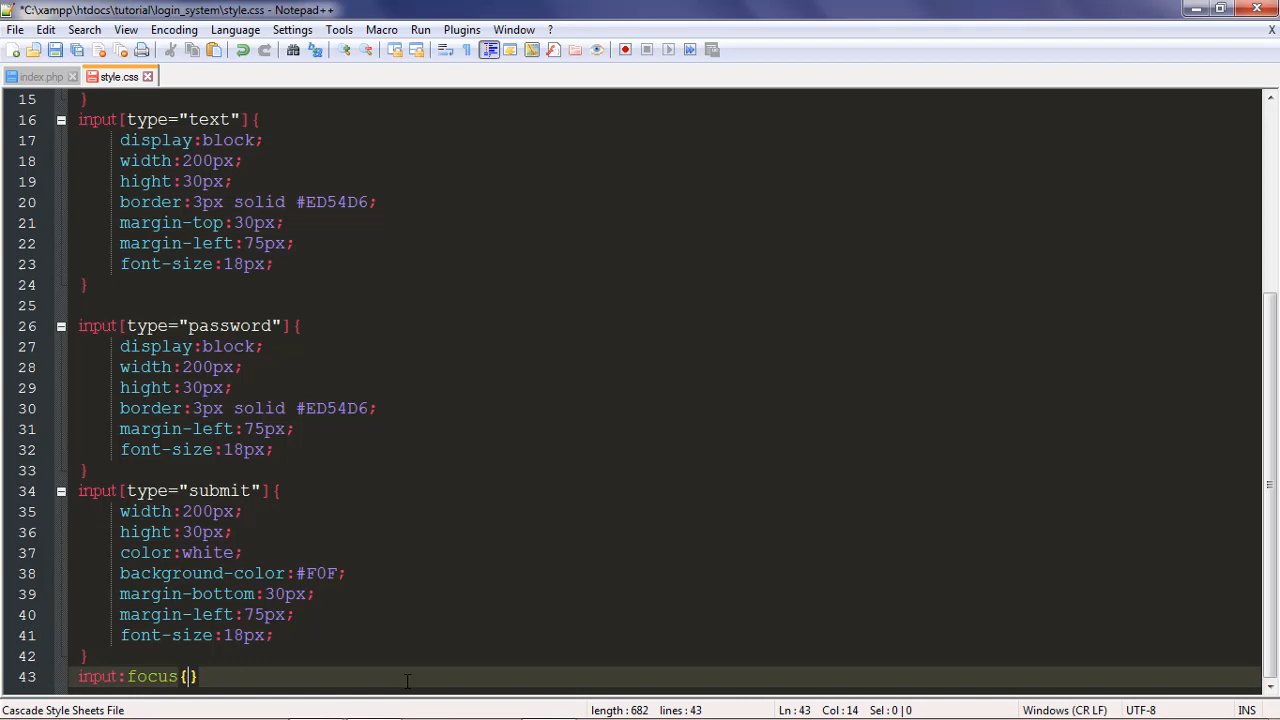 *C:\xampp\htdocs\tutorial\login_system\style.css - Notepad++
File Edit Search View Encoding Language Settings Tools Macro Run Plugins Window ? X
index.php style.css
15 }
16 input[type="text"]{
17 display:block;
18 width:200px;
19 hight:30px;
20 border:3px solid #ED54D6;
21 margin-top:30px;
22 margin-left:75px;
23 font-size:18px;
24 }
25
26 input[type="password"]{
27 display:block;
28 width:200px;
29 hight:30px;
30 border:3px solid #ED54D6;
31 margin-left:75px;
32 font-size:18px;
33 }
34 input[type="submit"]{
35 width:200px;
36 hight:30px;
37 color:white;
38 background-color:#F0F;
39 margin-bottom:30px;
40 margin-left:75px;
41 font-size:18px;
42 }
43 input:focus{}
Cascade Style Sheets File length : 682 lines : 43 Ln : 43 Col : 14 Sel : 0 | 0 Windows (CR LF) UTF-8 INS